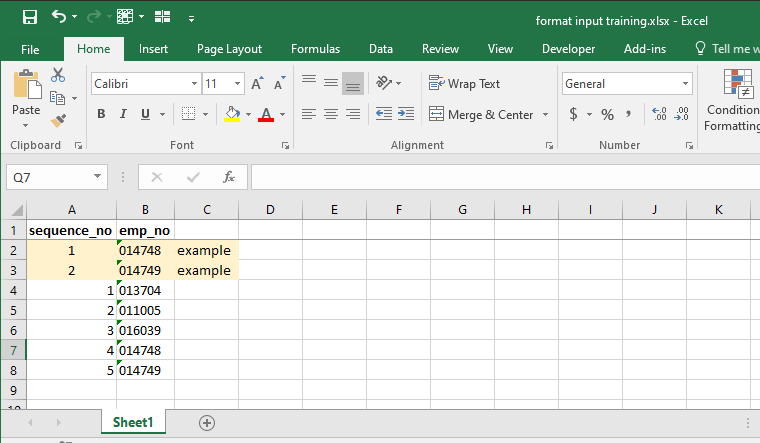 format input training.xlsx - Excel
File Home Insert Page Layout Formulas Data Review View Developer Add-ins Tell me w
Paste Calibri 11 A A Wrap Text General Condition
B I U A Merge & Center $ % , .00 .0 Formatting
Clipboard Font Alignment Number
Q7 fx
A B C D E F G H I J K
1 sequence_no emp_no
2 1 014748 example
3 2 014749 example
4 1 013704
5 2 011005
6 3 016039
7 4 014748
8 5 014749
9
Sheet1